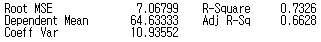 Root MSE 7.06799 R-Square 0.7326
Dependent Mean 64.63333 Adj R-Sq 0.6628
Coeff Var 10.93552